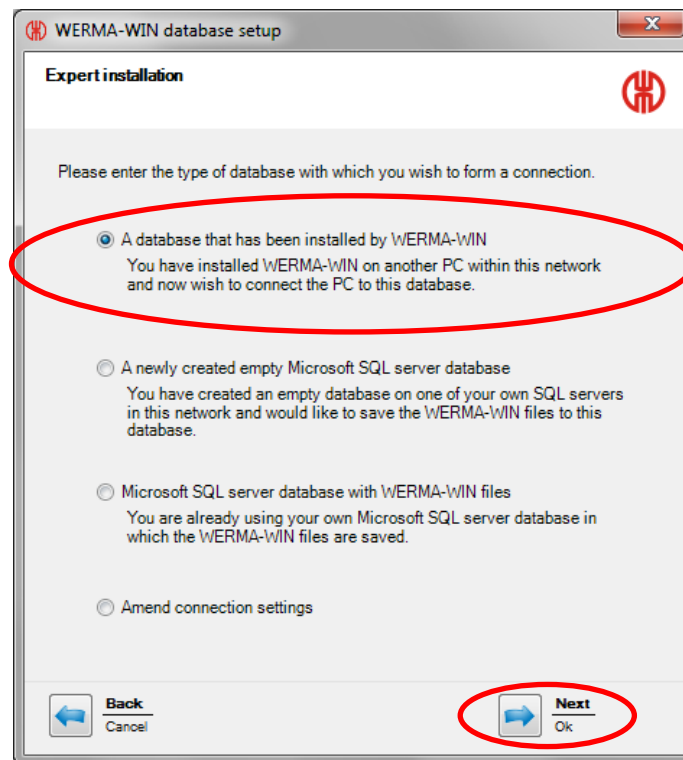 WERMA-WIN database setup
Expert installation
Please enter the type of database with which you wish to form a connection.
A database that has been installed by WERMA-WIN
You have installed WERMA-WIN on another PC within this network
and now wish to connect the PC to this database.
A newly created empty Microsoft SQL server database
You have created an empty database on one of your own SQL servers
in this network and would like to save the WERMA-WIN files to this
database.
Microsoft SQL server database with WERMA-WIN files
You are already using your own Microsoft SQL server database in
which the WERMA-WIN files are saved.
Amend connection settings
Back
Cancel
Next
Ok